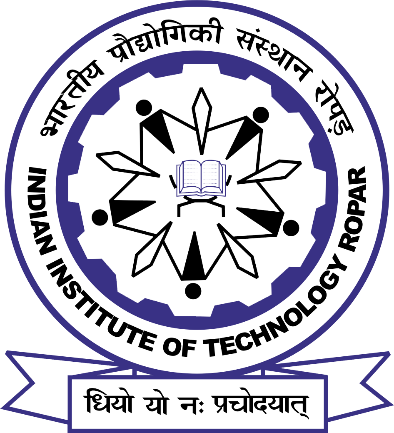 भारतीय प्रौद्योगिकी संस्थान रोपड़
INDIAN INSTITUTE OF TECHNOLOGY ROPAR
धियो यो नः प्रचोदयात्